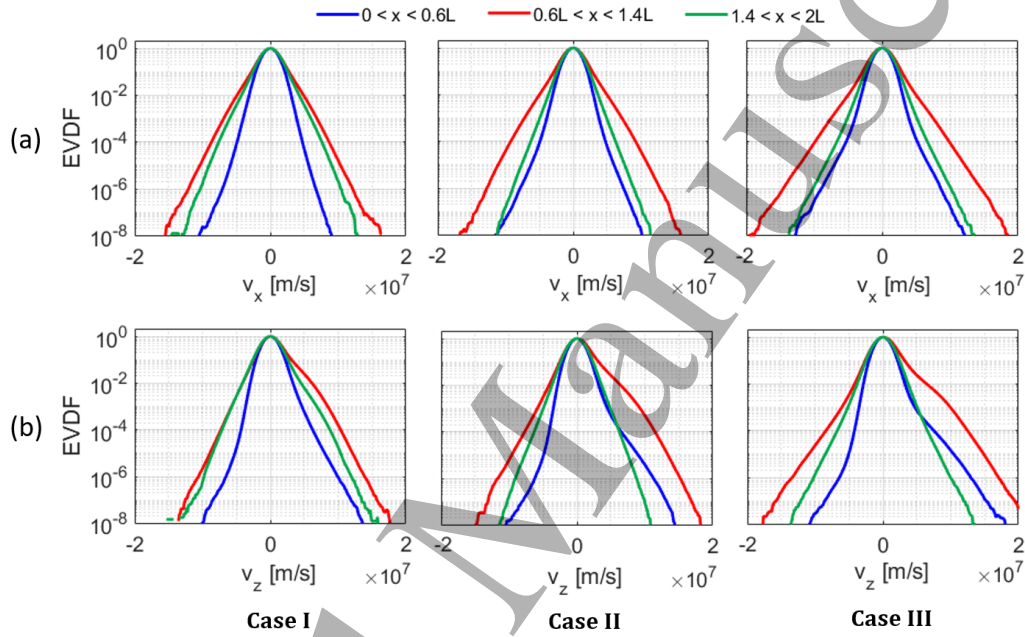 0 < x < 0.6L 0.6L < x < 1.4L 1.4 < x < 2L
(a)
EVDF
10^0
10^-2
10^-4
10^-6
10^-8
-2 0 2 -2 0 2 -2 0 2
v_x [m/s] ×10^7 v_x [m/s] ×10^7 v_x [m/s] ×10^7
(b)
EVDF
10^0
10^-2
10^-4
10^-6
10^-8
-2 0 2 -2 0 2 -2 0 2
v_z [m/s] ×10^7 v_z [m/s] ×10^7 v_z [m/s] ×10^7
Case I Case II Case III